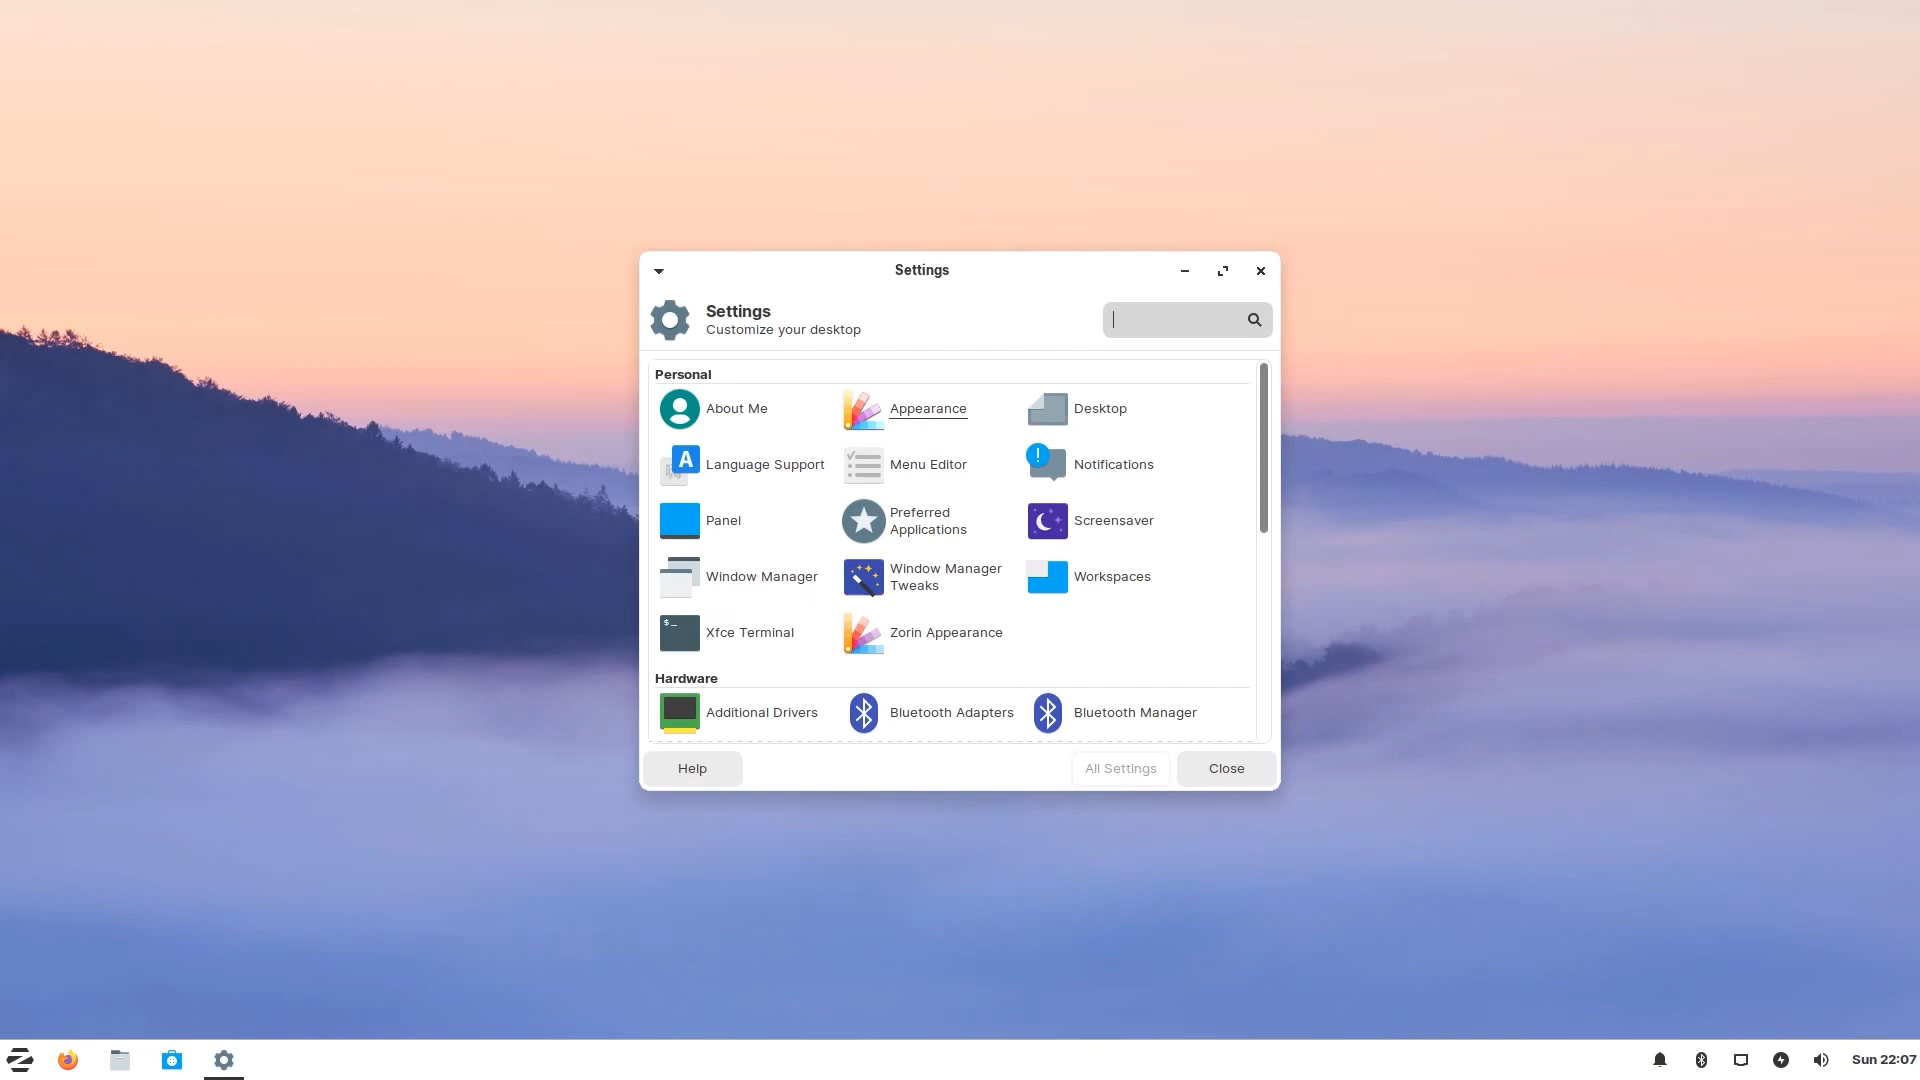 Settings
Settings
Customize your desktop
Personal
About Me
Appearance
Desktop
Language Support
Menu Editor
Notifications
Panel
Preferred
Applications
Screensaver
Window Manager
Window Manager
Tweaks
Workspaces
Xfce Terminal
Zorin Appearance
Hardware
Additional Drivers
Bluetooth Adapters
Bluetooth Manager
Help
All Settings
Close
Sun 22:07